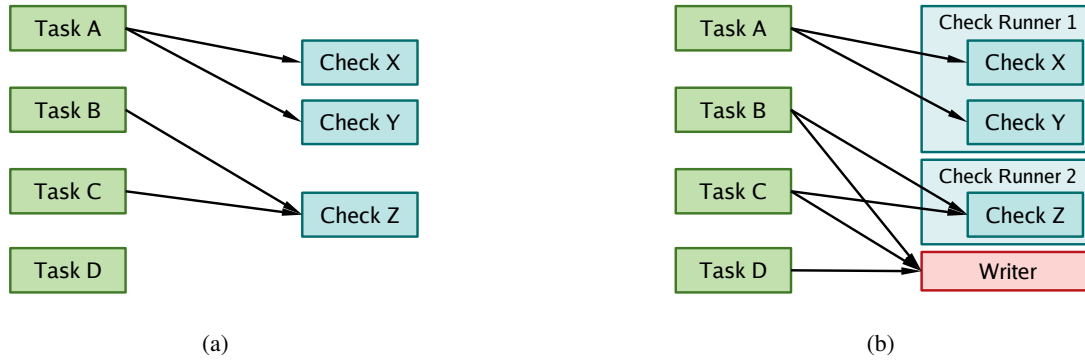 Task A
Check X
Task B
Check Y
Task C
Check Z
Task D
(a)
Task A
Check Runner 1
Check X
Task B
Check Y
Task C
Check Runner 2
Check Z
Task D
Writer
(b)